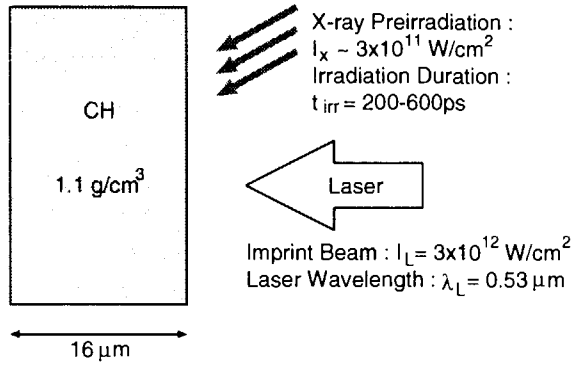 X-ray Preirradiation :
Iₓ ~ 3x10¹¹ W/cm²
Irradiation Duration :
t irr = 200-600ps
CH
1.1 g/cm³
Laser
Imprint Beam : I_L = 3x10¹² W/cm²
Laser Wavelength : λ_L = 0.53 μm
16 μm